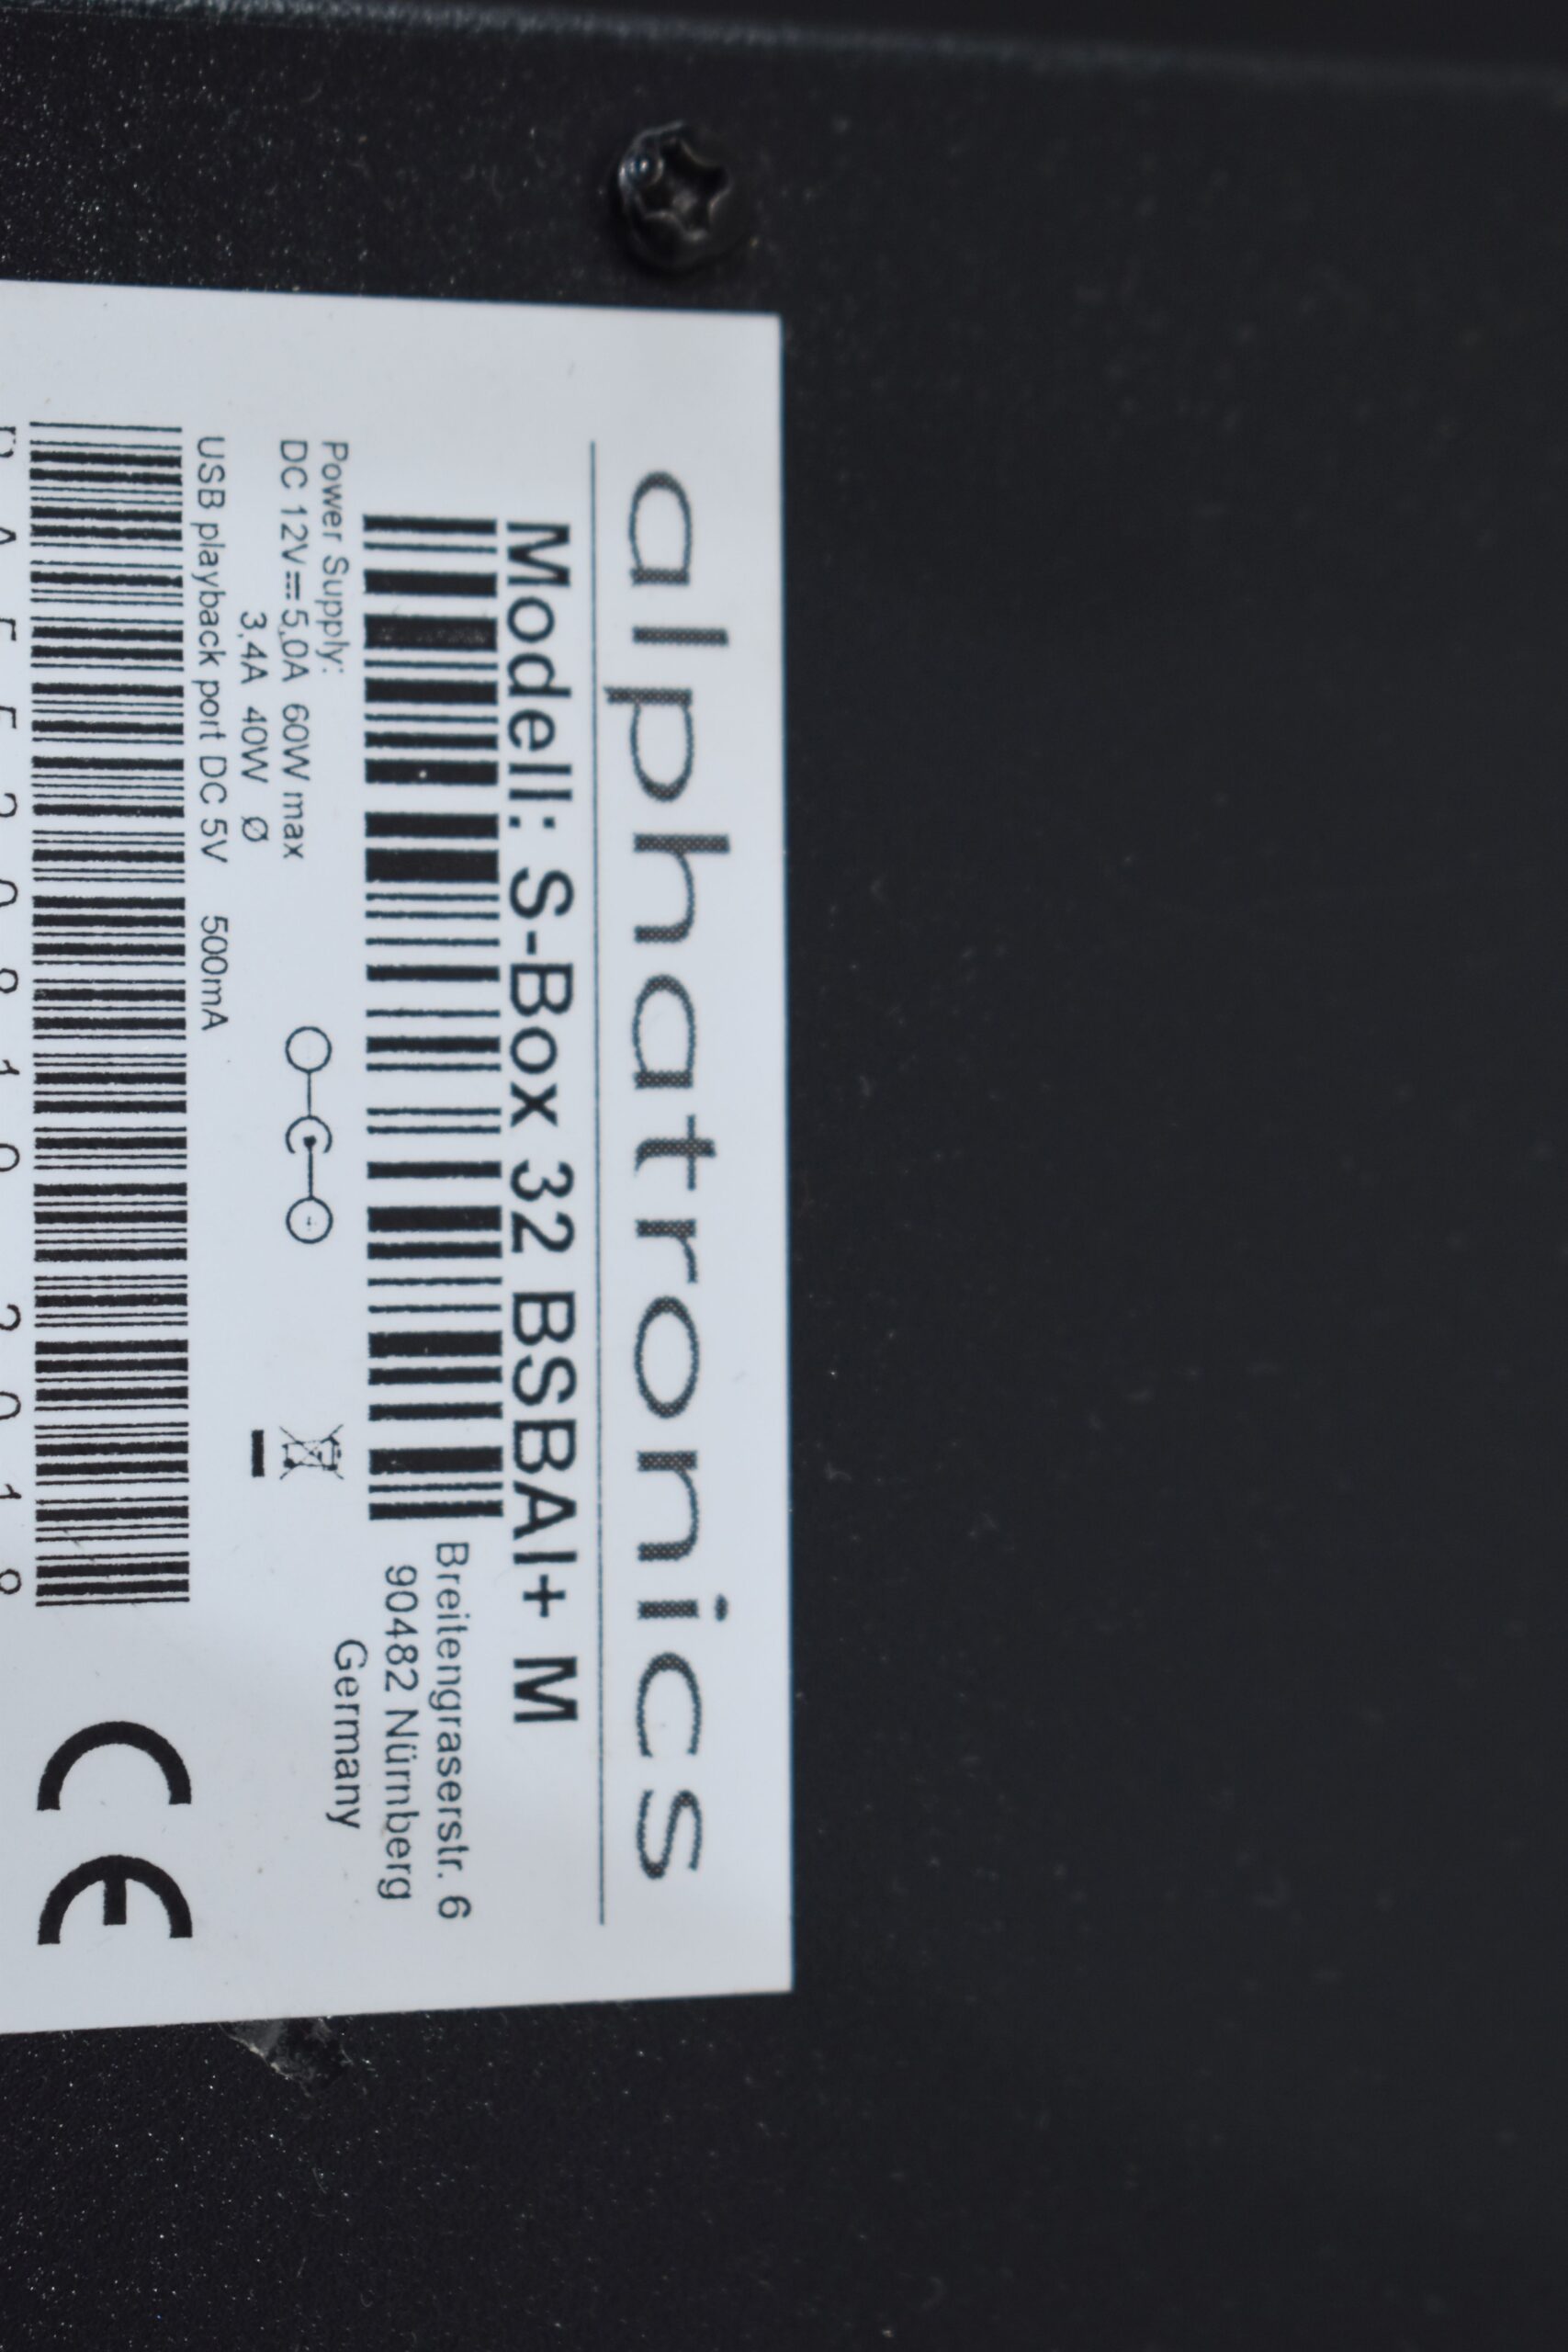 alphatronics
Modell: S-Box 32 BSBAI+ M
Breitengraserstr. 6
90482 Nürnberg
Germany
Power Supply:
DC 12V⎓5,0A 60W max
3,4A 40W Ø
USB playback port DC 5V 500mA
CE